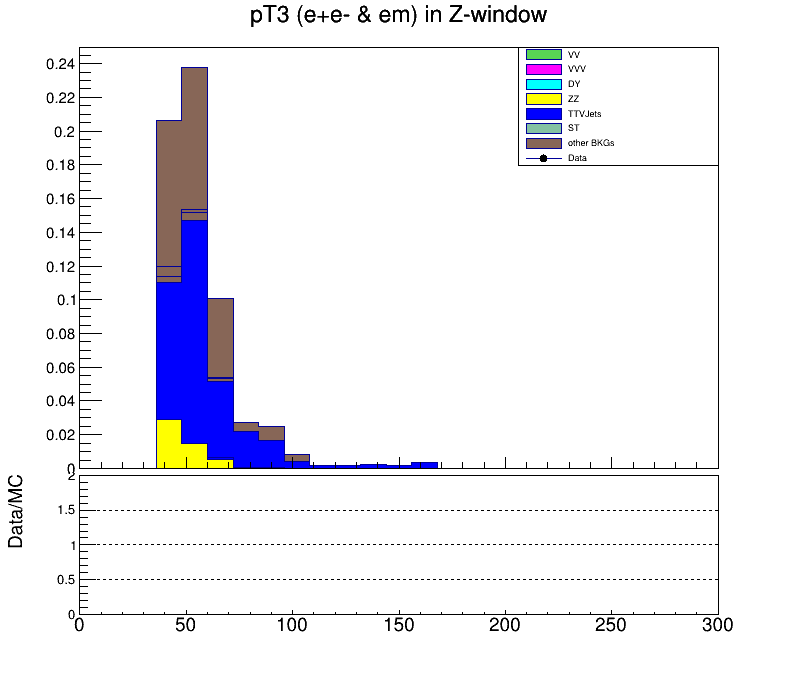 pT3 (e+e- & em) in Z-window
VV
VVV
DY
ZZ
TTVJets
ST
other BKGs
Data
0.24
0.22
0.2
0.18
0.16
0.14
0.12
0.1
0.08
0.06
0.04
0.02
0
Data/MC
2
1.5
1
0.5
0
0 50 100 150 200 250 300